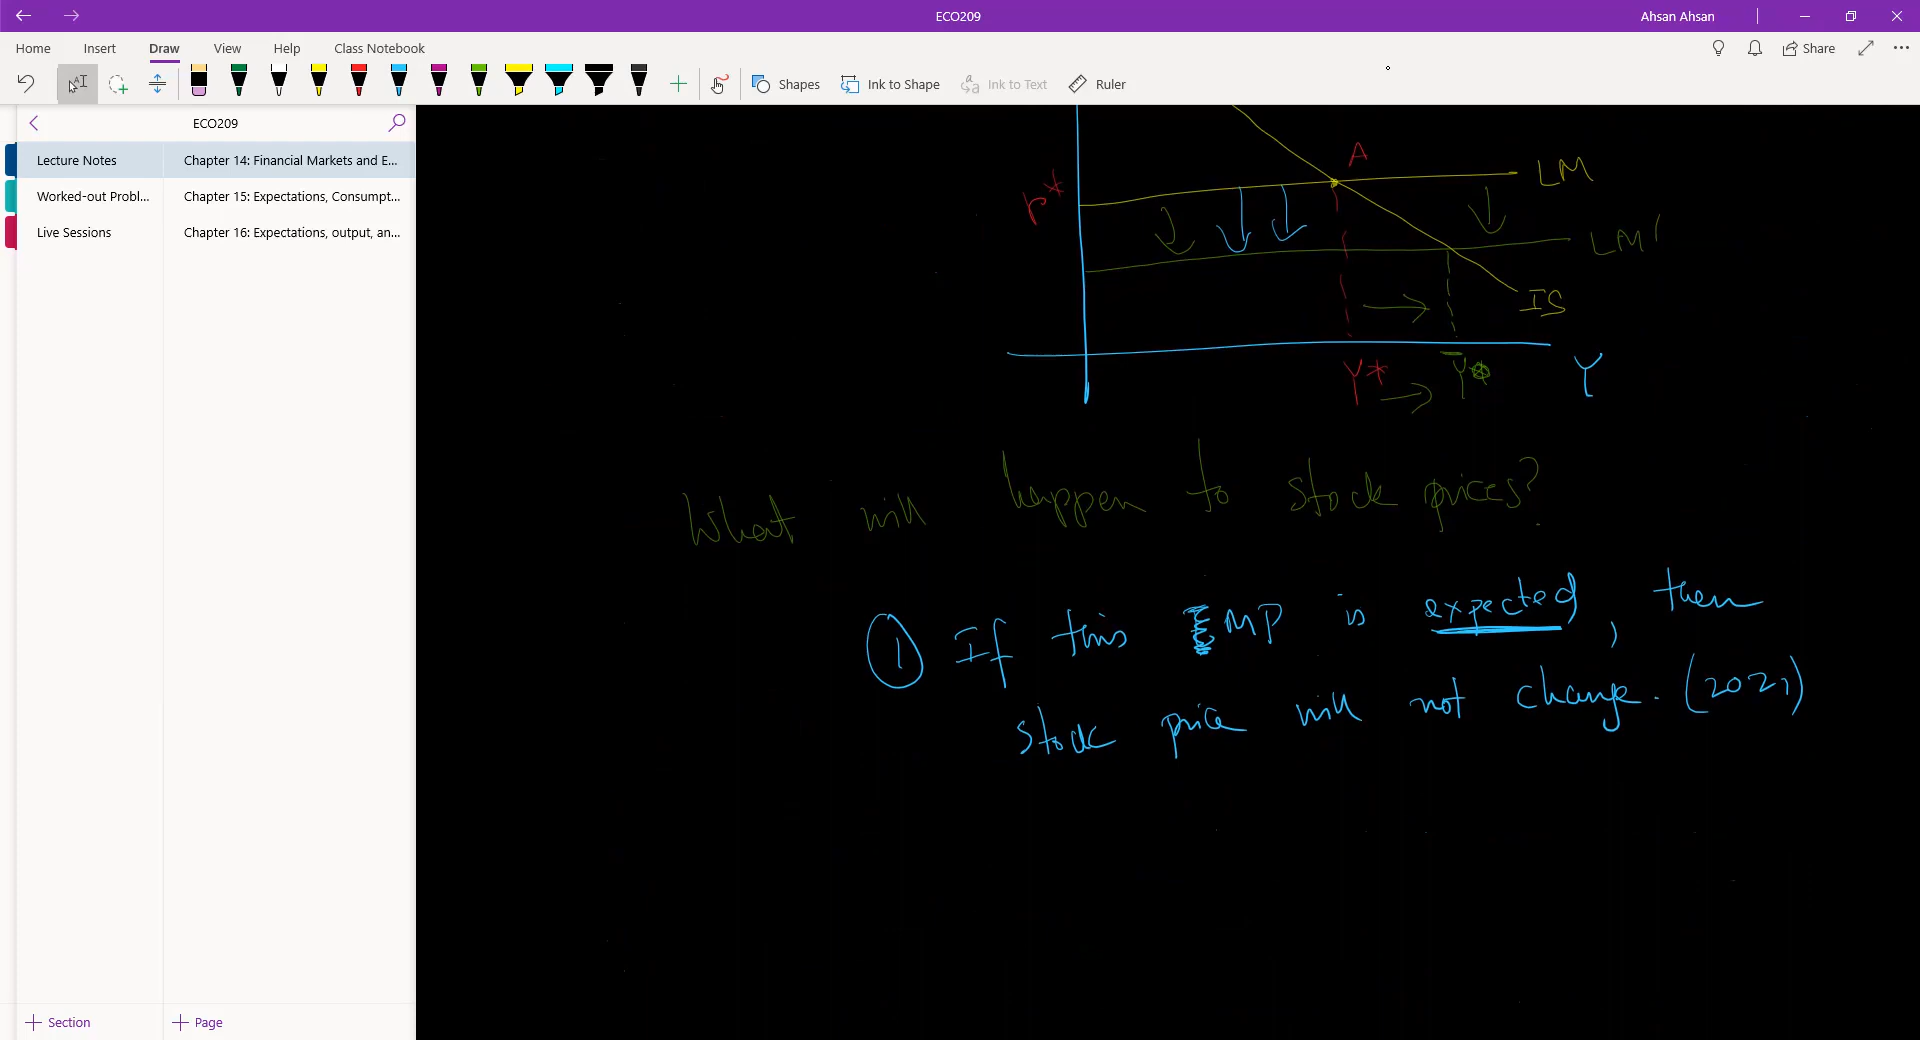 ECO209
Ahsan Ahsan
Home Insert Draw View Help Class Notebook
Share
Shapes Ink to Shape Ink to Text Ruler
ECO209
Lecture Notes
Worked-out Probl...
Live Sessions
Chapter 14: Financial Markets and E...
Chapter 15: Expectations, Consumpt...
Chapter 16: Expectations, output, an...
A
LM
r*
LM'
IS
Y* Y
What will happen to stock prices?
① If this MP is expected, then
stock price will not change. (2021)
Section
Page